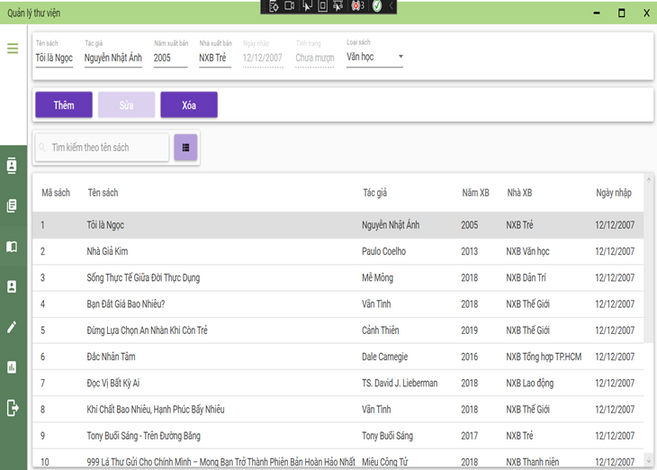 Quản lý thư viện
Tên sách Tác giả Năm xuất bản Nhà xuất bản Ngày nhập Tình trạng Loại sách
Tôi là Ngọc Nguyễn Nhật Ánh 2005 NXB Trẻ 12/12/2007 Chưa mượn Văn học
Thêm Sửa Xóa
Tìm kiếm theo tên sách
Mã sách Tên sách Tác giả Năm XB Nhà XB Ngày nhập
1 Tôi là Ngọc Nguyễn Nhật Ánh 2005 NXB Trẻ 12/12/2007
2 Nhà Giả Kim Paulo Coelho 2013 NXB Văn học 12/12/2007
3 Sống Thực Tế Giữa Đời Thực Dụng Mễ Mông 2018 NXB Dân Trí 12/12/2007
4 Bạn Đắt Giá Bao Nhiêu? Vãn Tình 2018 NXB Thế Giới 12/12/2007
5 Đừng Lựa Chọn An Nhàn Khi Còn Trẻ Cảnh Thiên 2019 NXB Thế Giới 12/12/2007
6 Đắc Nhân Tâm Dale Carnegie 2016 NXB Tổng hợp TP.HCM 12/12/2007
7 Đọc Vị Bất Kỳ Ai TS. David J. Lieberman 2018 NXB Lao động 12/12/2007
8 Khí Chất Bao Nhiêu, Hạnh Phúc Bấy Nhiêu Vãn Tình 2018 NXB Thế Giới 12/12/2007
9 Tony Buổi Sáng - Trên Đường Băng Tony Buổi Sáng 2017 NXB Trẻ 12/12/2007
10 999 Lá Thư Gửi Cho Chính Mình – Mong Bạn Trở Thành Phiên Bản Hoàn Hảo Nhất Miêu Công Tử 2018 NXB Thanh niên 12/12/2007